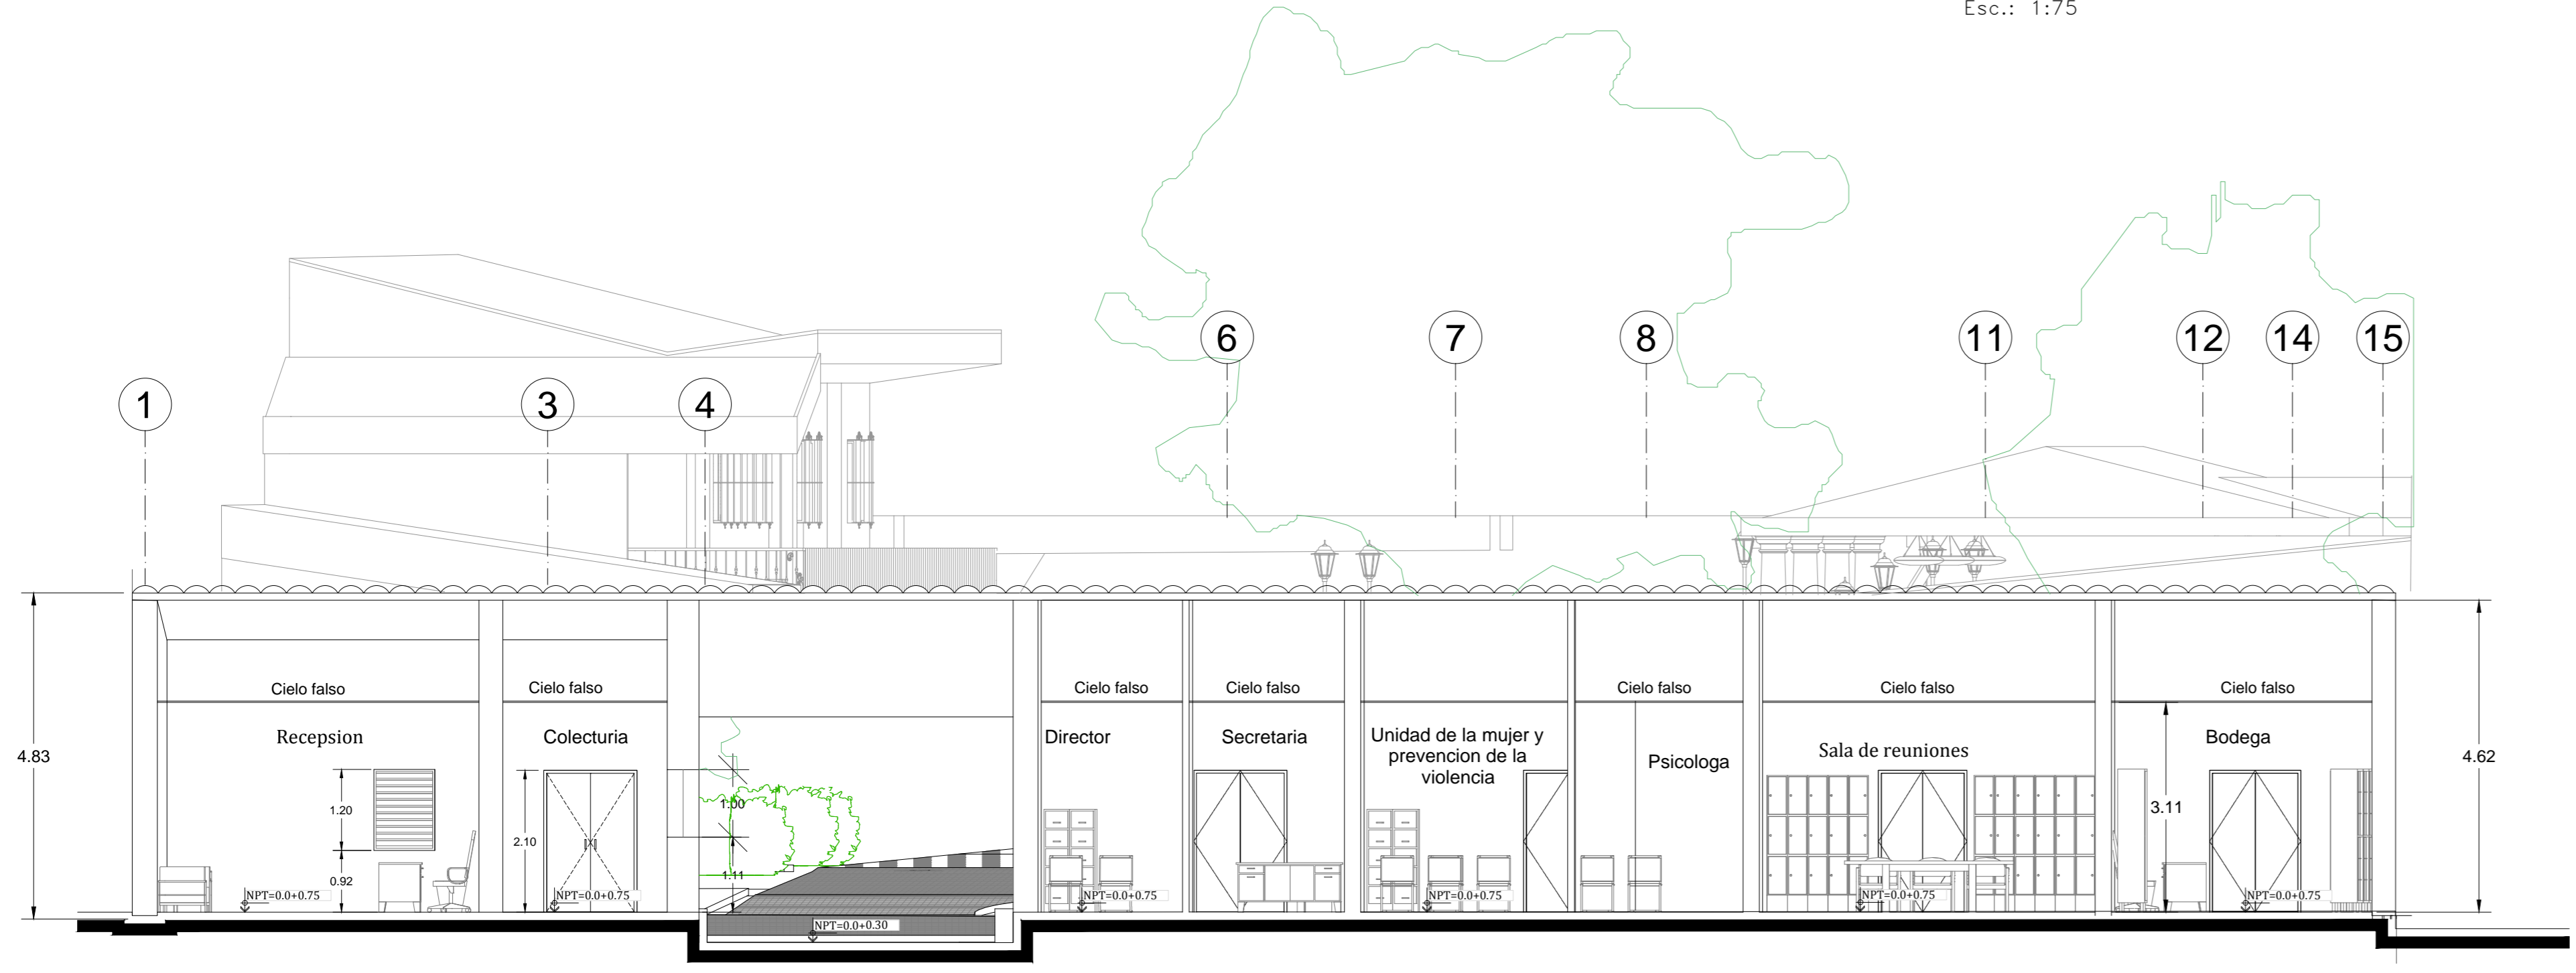 Esc.: 1:75
6
7
8
11
12
14
15
1
3
4
Cielo falso
Cielo falso
Cielo falso
Cielo falso
Cielo falso
Cielo falso
Cielo falso
4.83
Recepsion
Colecturia
Director
Secretaria
Unidad de la mujer y
prevencion de la
violencia
Psicologa
Sala de reuniones
Bodega
4.62
1.20
2.10
1.00
3.11
0.92
1.11
NPT=0.0+0.75
NPT=0.0+0.75
NPT=0.0+0.75
NPT=0.0+0.75
NPT=0.0+0.75
NPT=0.0+0.75
NPT=0.0+0.30